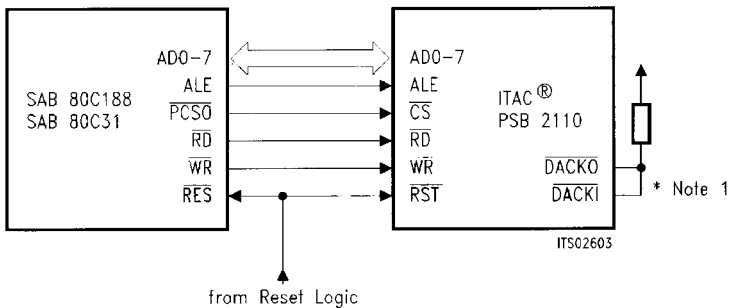 SAB 80C188
SAB 80C31
AD0-7
ALE
PCS0
RD
WR
RES
AD0-7
ALE
CS
RD
WR
RST
ITAC®
PSB 2110
DACKO
DACKI
* Note 1
ITS02603
from Reset Logic